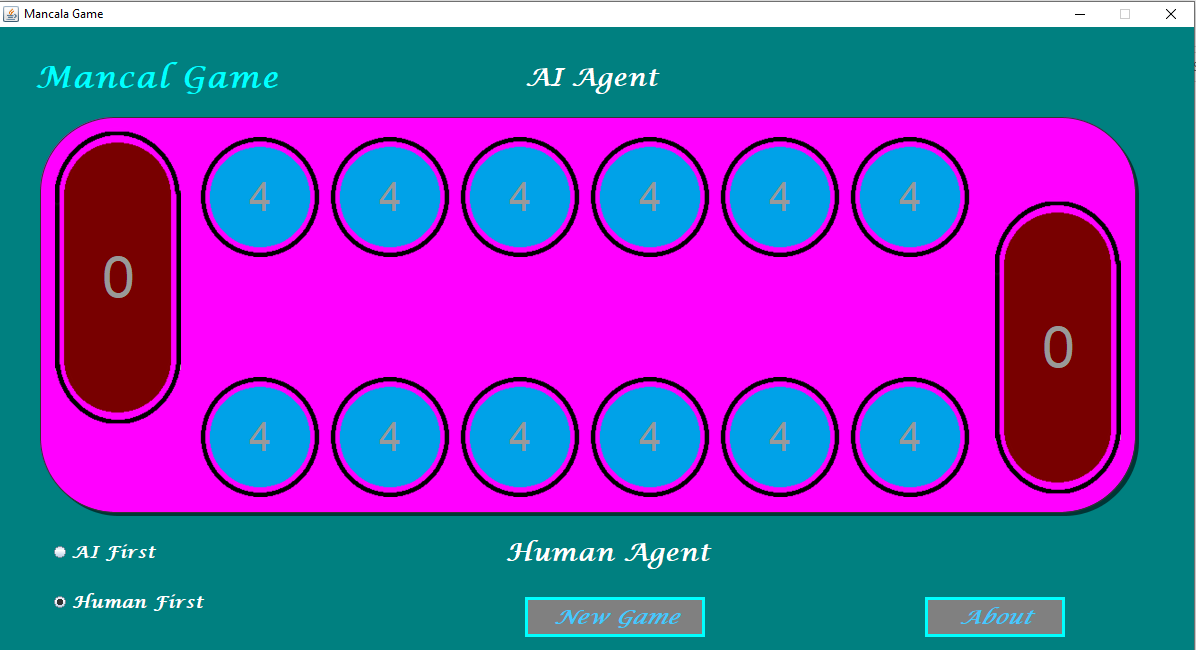 Mancala Game
Mancal Game
AI Agent
4 4 4 4 4 4
0
0
4 4 4 4 4 4
AI First
Human Agent
Human First
New Game
About